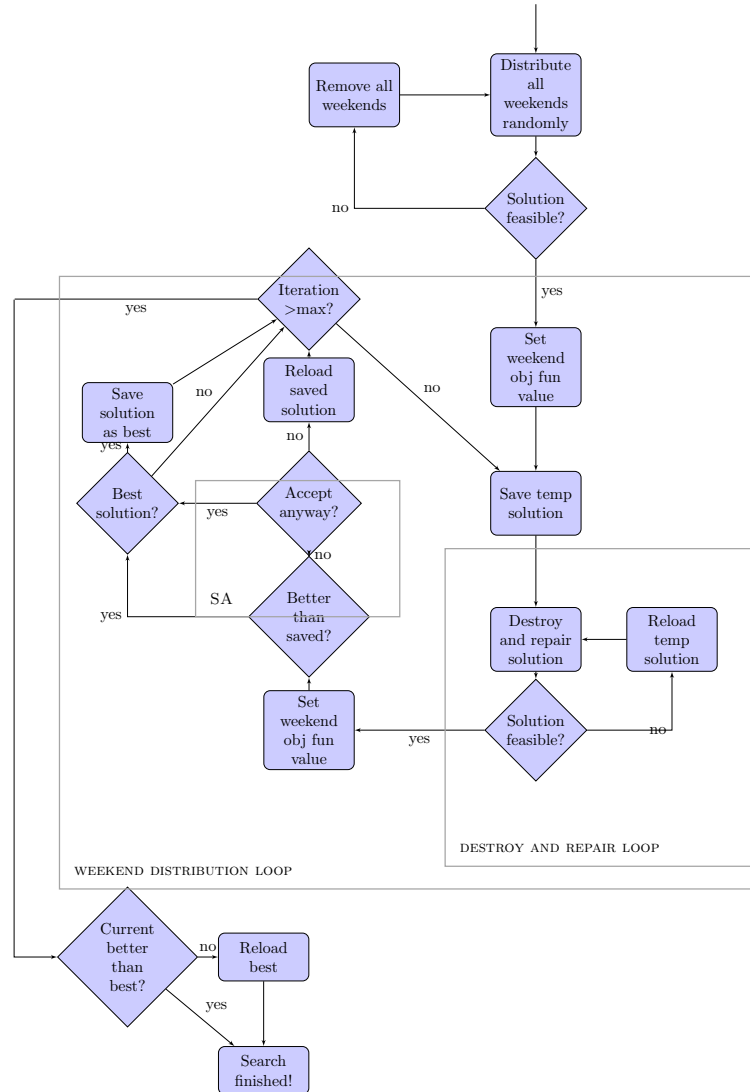 Distribute
all
weekends
randomly
Remove all
weekends
Solution
feasible?
no
yes
Iteration
>max?
yes
Set
weekend
obj fun
value
Reload
saved
solution
no
no
Save
solution
as best
yes
no
Best
solution?
yes
Accept
anyway?
Save temp
solution
no
SA
yes
Better
than
saved?
Destroy
and repair
solution
Reload
temp
solution
Set
weekend
obj fun
value
yes
Solution
feasible?
no
DESTROY AND REPAIR LOOP
WEEKEND DISTRIBUTION LOOP
Current
better
than
best?
no
Reload
best
yes
Search
finished!